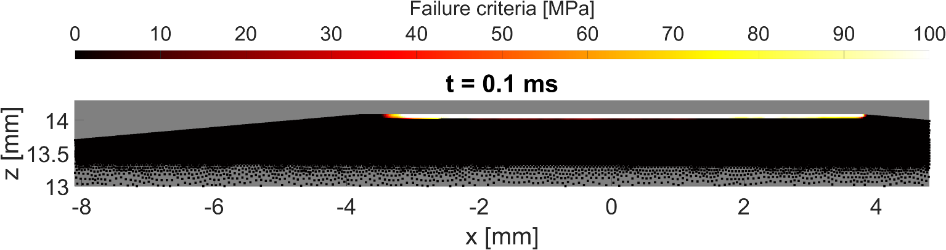 Failure criteria [MPa]
0 10 20 30 40 50 60 70 80 90 100
t = 0.1 ms
z [mm]
14
13.5
13
-8 -6 -4 -2 0 2 4
x [mm]